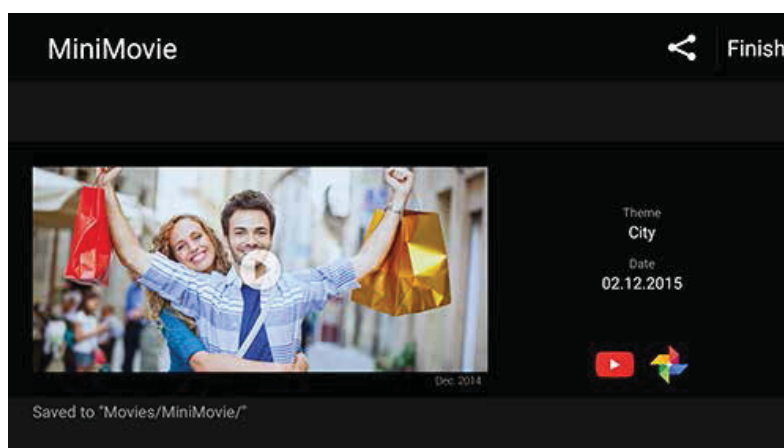 MiniMovie
Finish
Theme
City
Date
02.12.2015
Dec. 2014
Saved to "Movies/MiniMovie/"